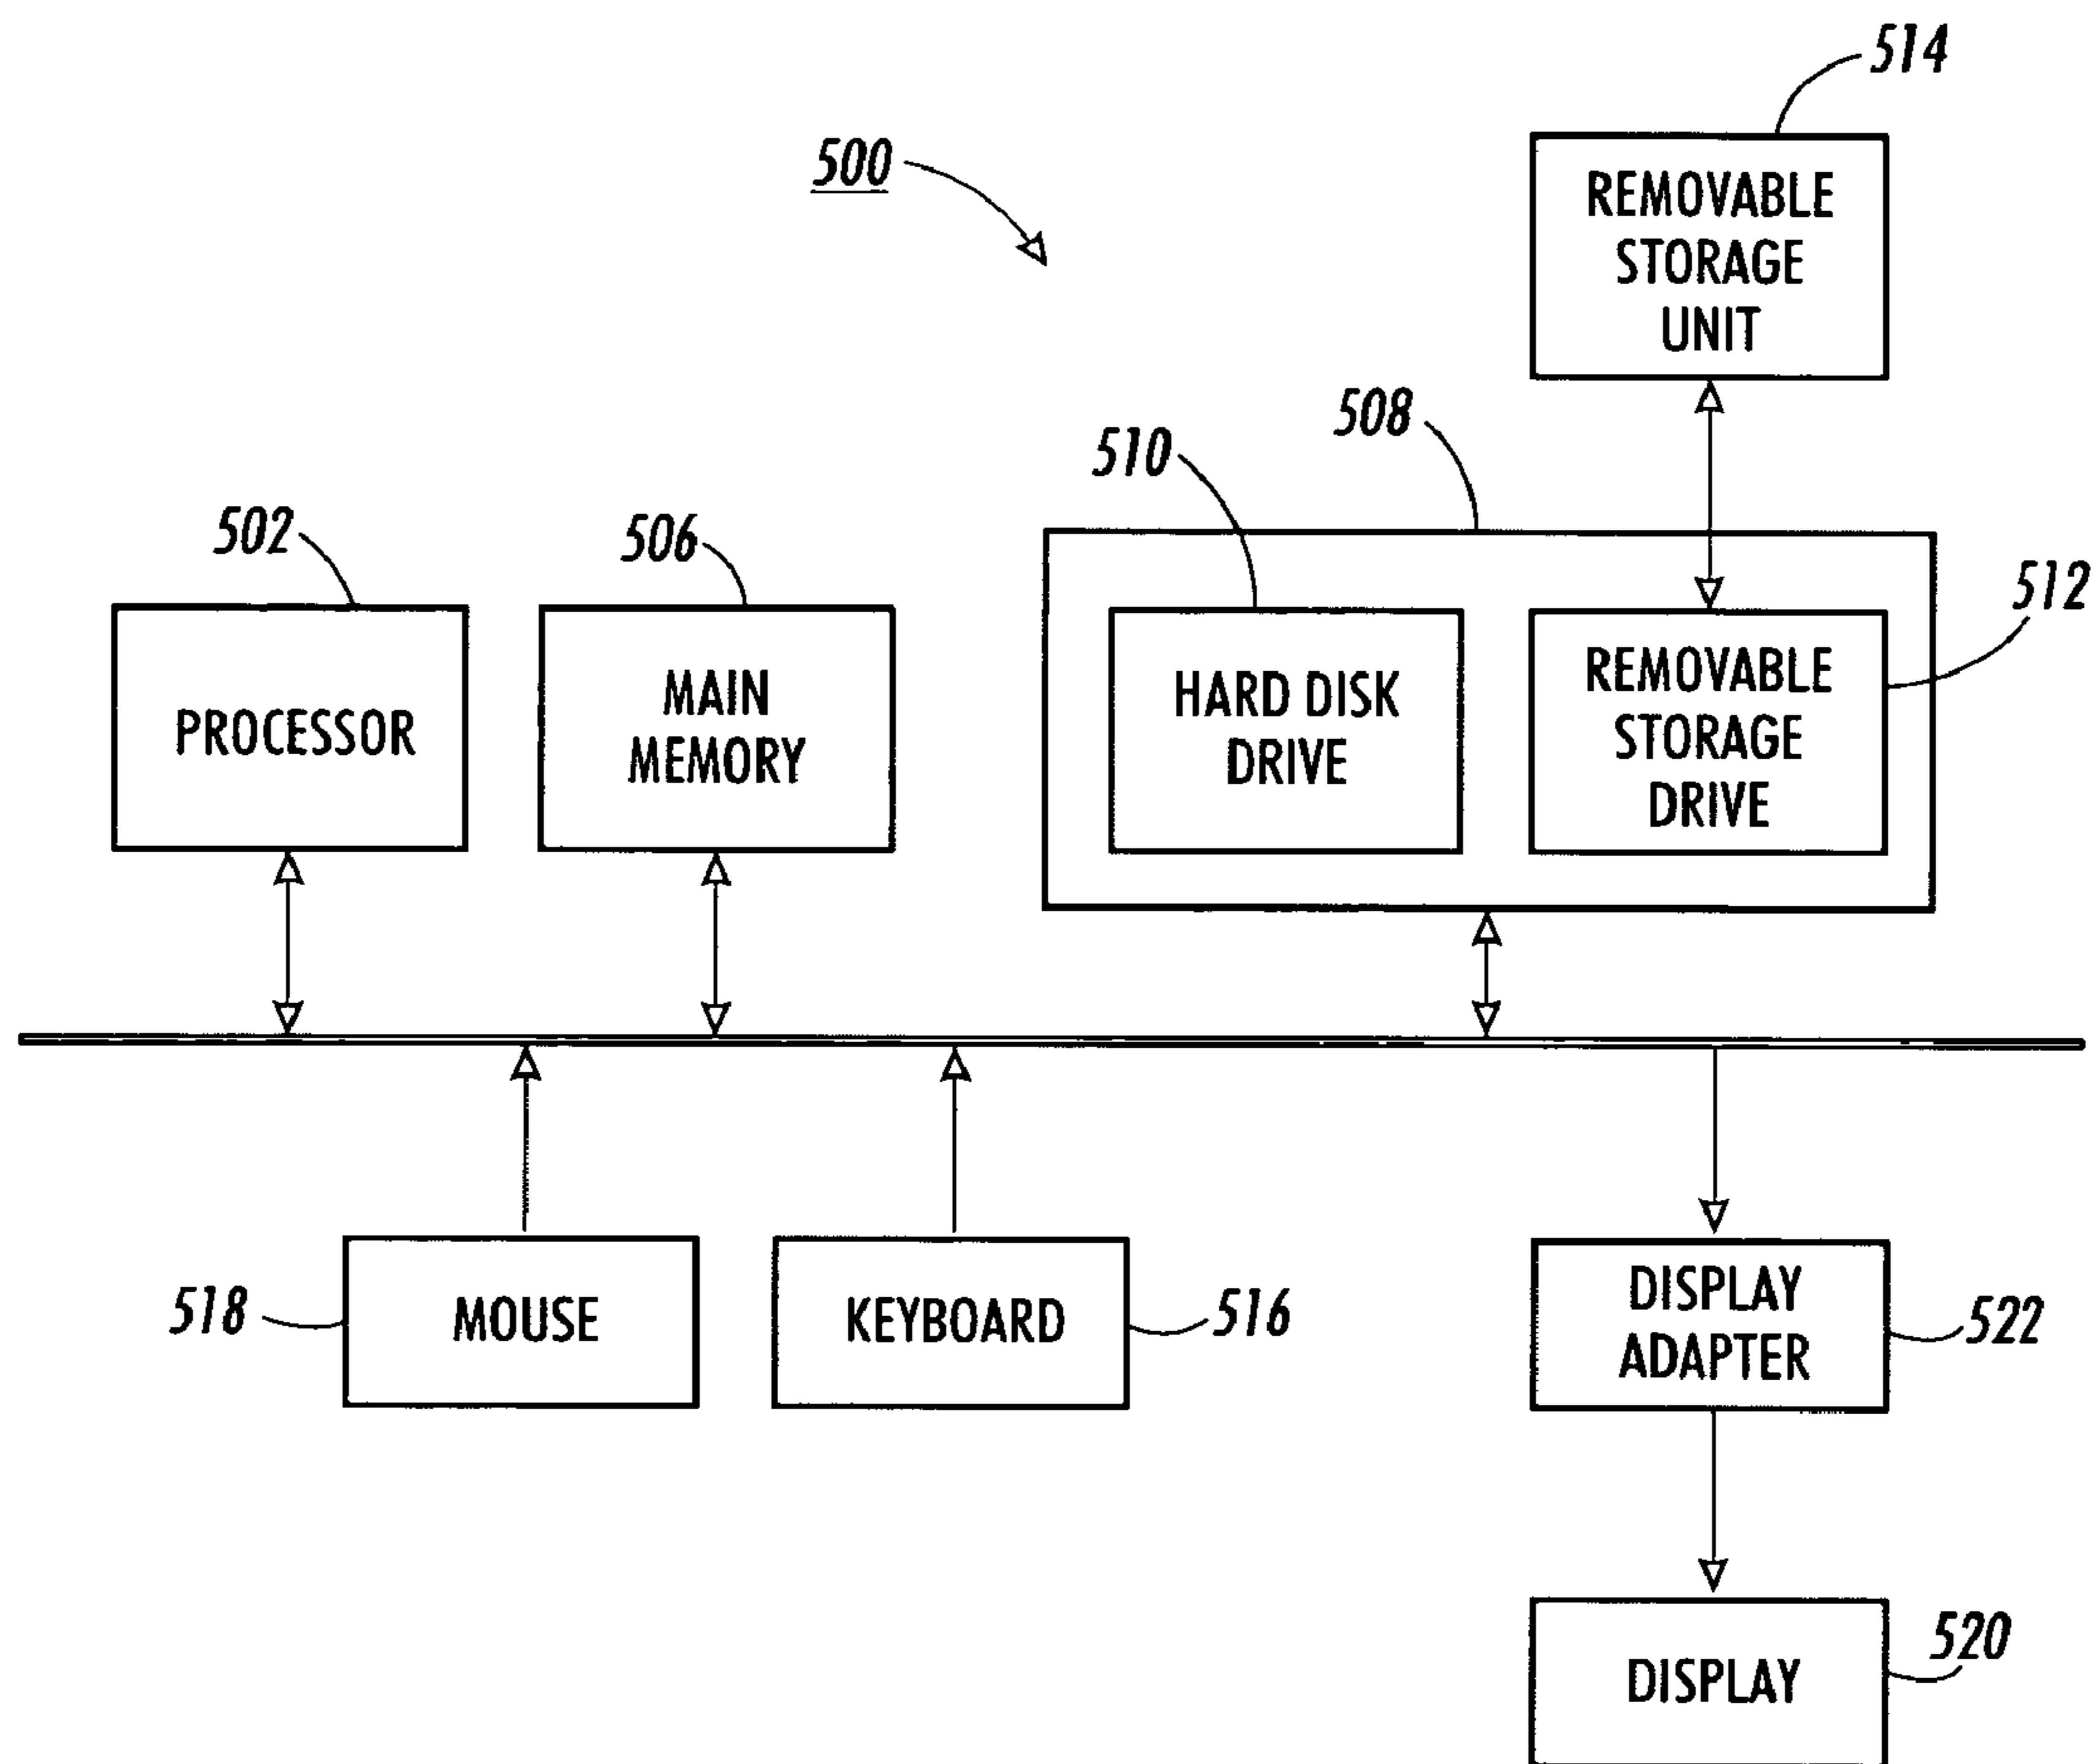 514
500
REMOVABLE
STORAGE
UNIT
508
510
502
506
512
PROCESSOR
MAIN
MEMORY
HARD DISK
DRIVE
REMOVABLE
STORAGE
DRIVE
518
MOUSE
KEYBOARD
516
DISPLAY
ADAPTER
522
DISPLAY
520